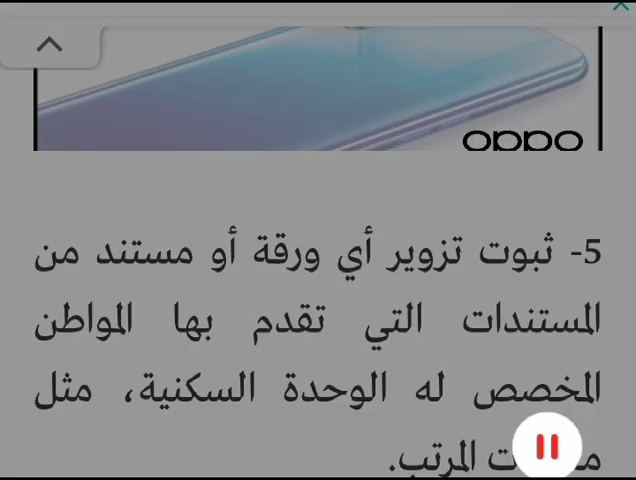 oppo
5- ثبوت تزوير أي ورقة أو مستند من
المستندات التي تقدم بها المواطن
المخصص له الوحدة السكنية، مثل
المرتب.